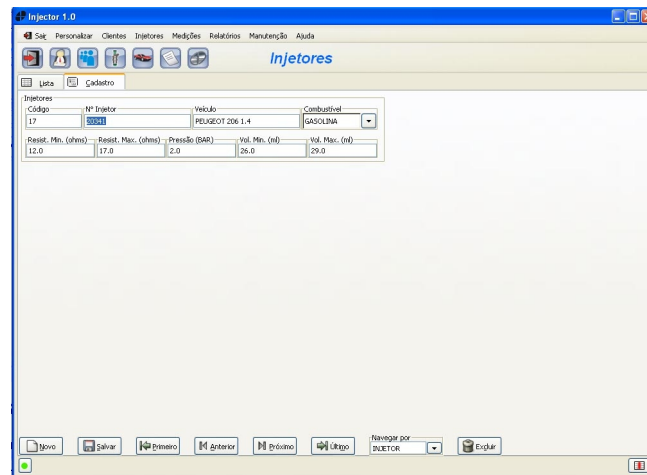 Injector 1.0
Sair Personalizar Clientes Injetores Medições Relatórios Manutenção Ajuda
Injetores
Lista Cadastro
Injetores
Código Nº Injetor Veículo Combustível
17 20341 PEUGEOT 206 1.4 GASOLINA
Resist. Min. (ohms) Resist. Max. (ohms) Pressão (BAR) Vol. Min. (ml) Vol. Max. (ml)
12.0 17.0 2.0 26.0 29.0
Navegar por
Novo Salvar Primeiro Anterior Próximo Último INJETOR Excluir